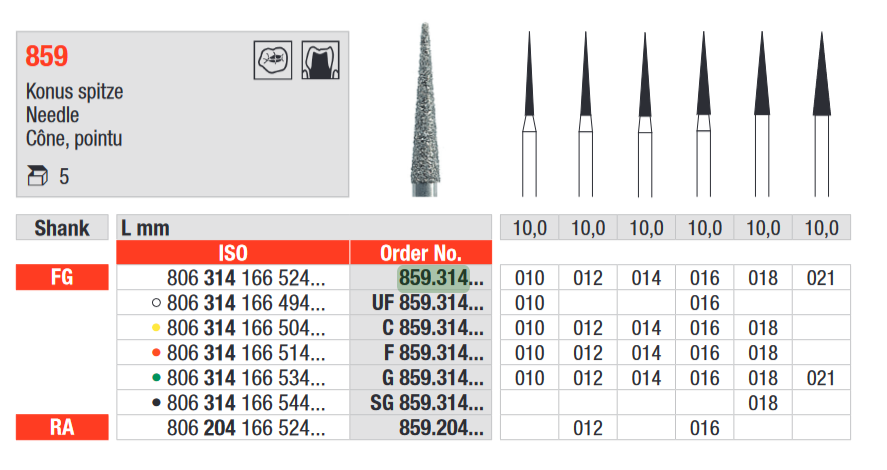 859
Konus spitze
Needle
Cône, pointu
5
Shank L mm 10,0 10,0 10,0 10,0 10,0 10,0
ISO Order No.
FG 806 314 166 524... 859.314... 010 012 014 016 018 021
806 314 166 494... UF 859.314... 010 016
806 314 166 504... C 859.314... 010 012 014 016 018
806 314 166 514... F 859.314... 010 012 014 016 018
806 314 166 534... G 859.314... 010 012 014 016 018 021
806 314 166 544... SG 859.314... 018
RA 806 204 166 524... 859.204... 012 016